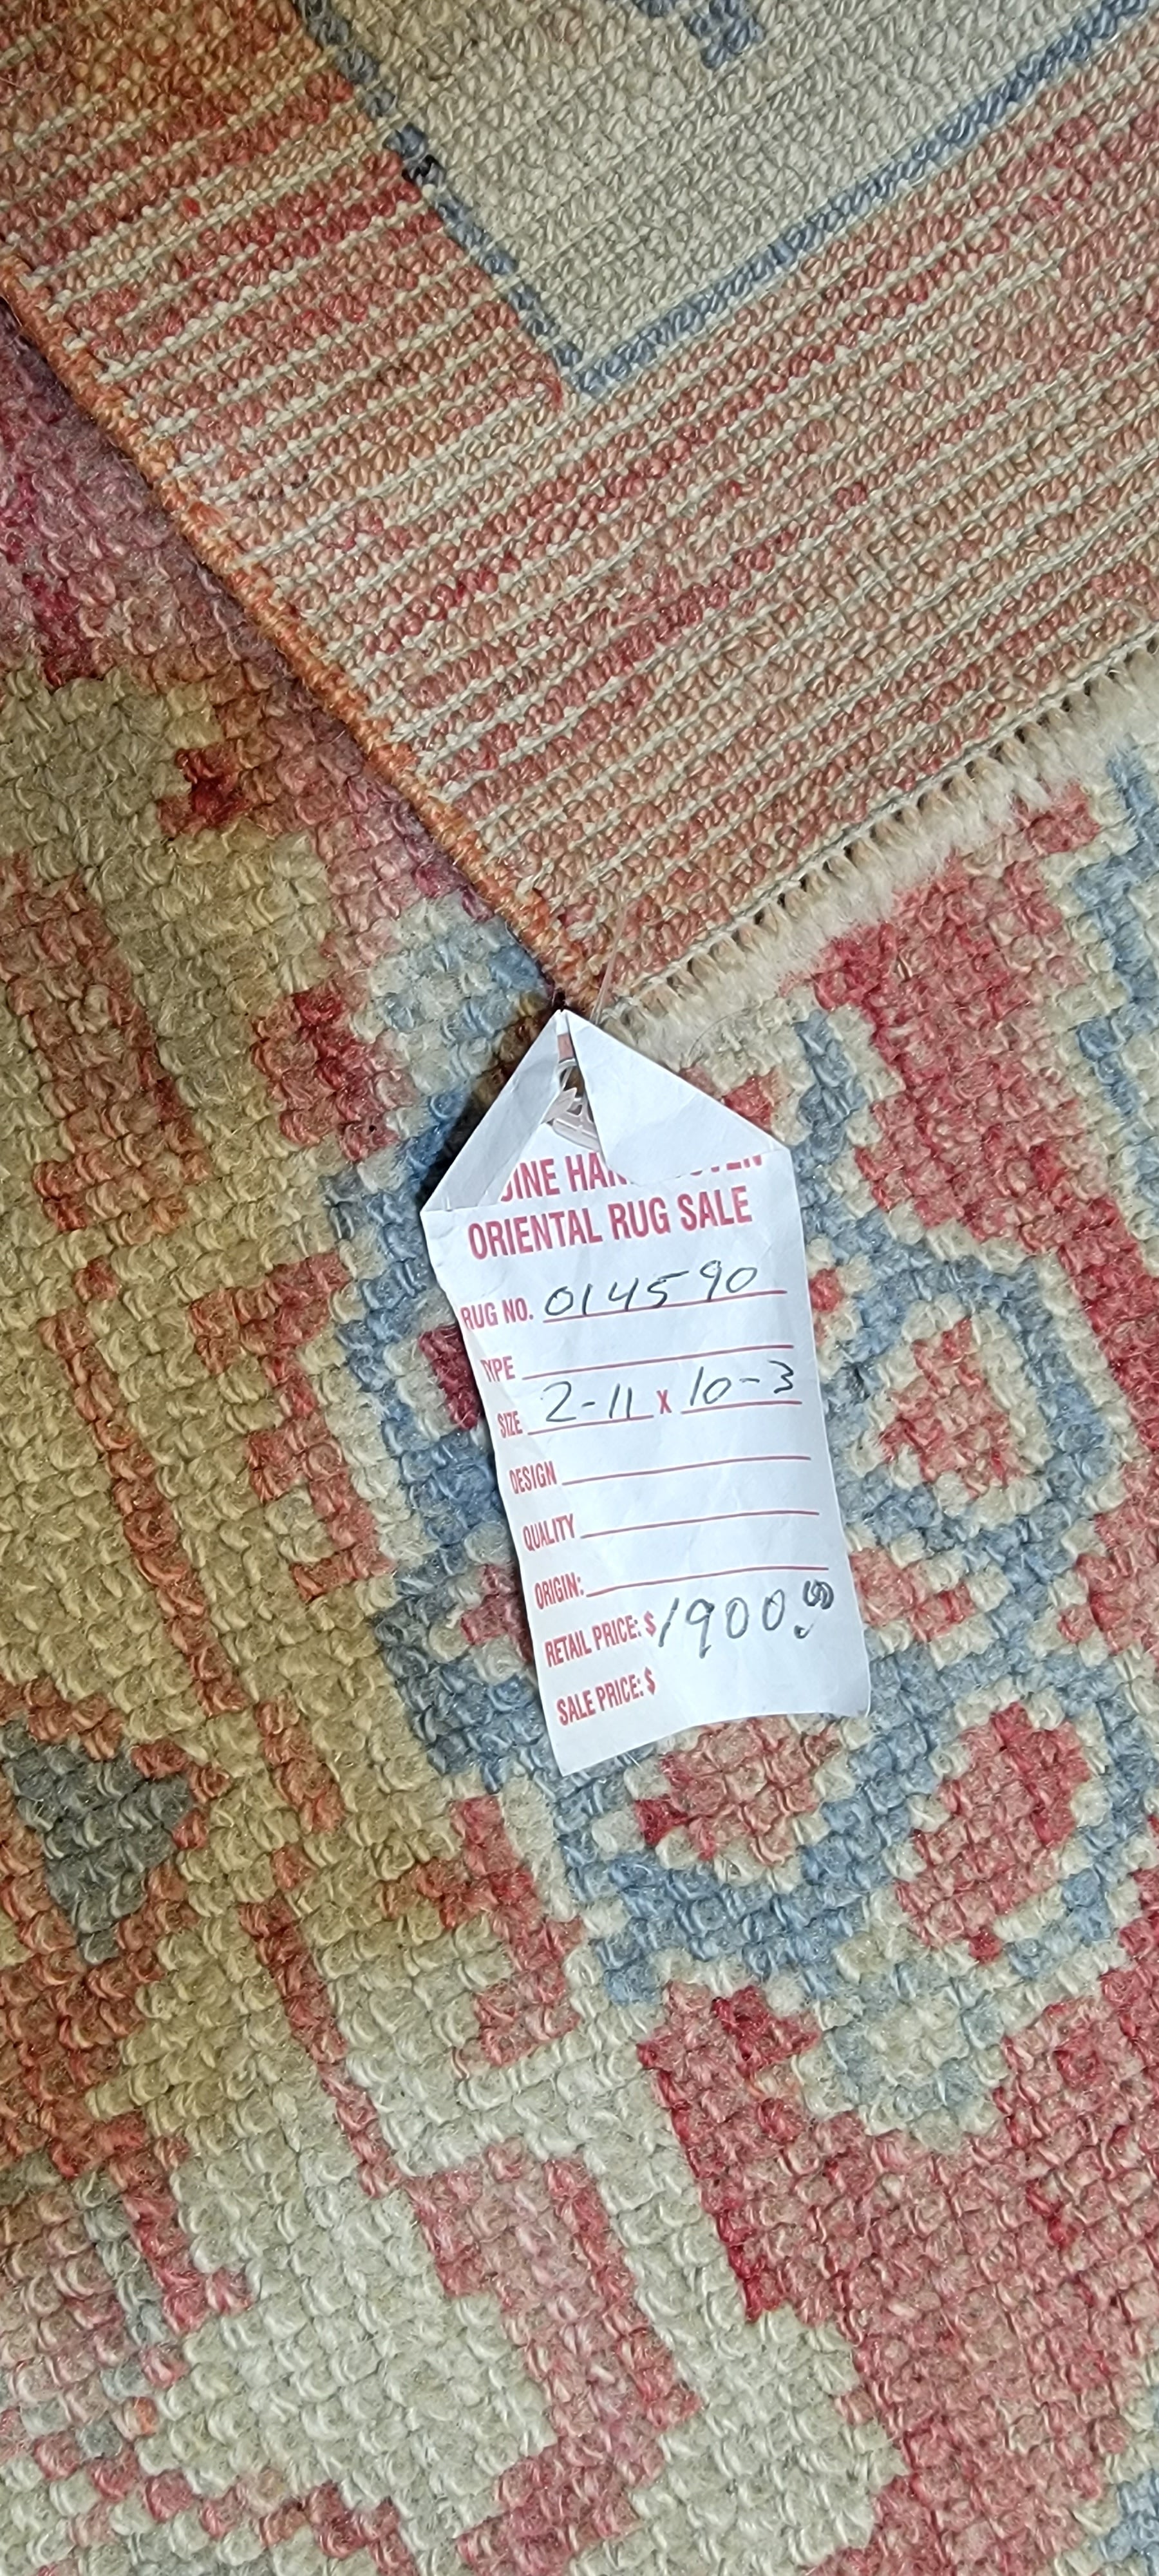 ORIENTAL RUG SALE
RUG NO. 014590
TYPE
SIZE 2-11 x 10-3
DESIGN
QUALITY
ORIGIN:
RETAIL PRICE: $1900.00
SALE PRICE: $